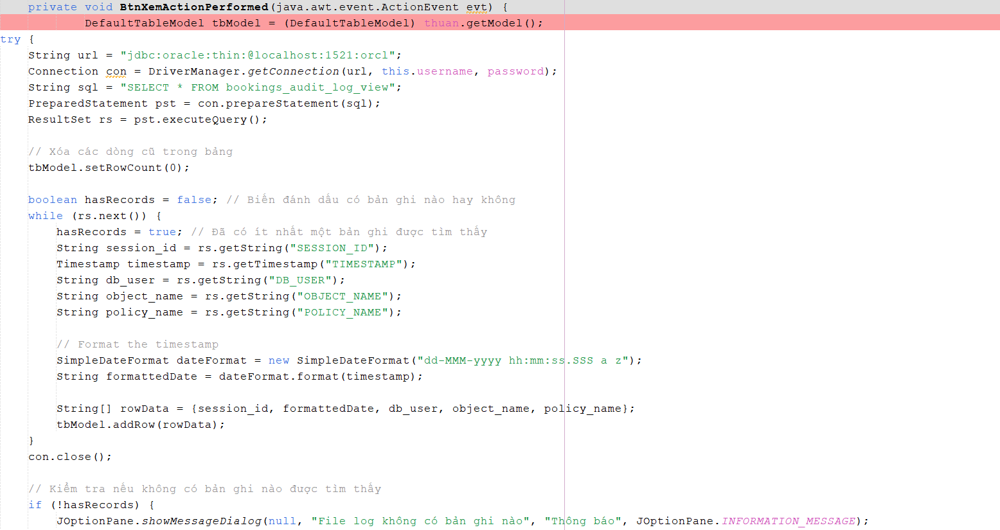 private void BtnXemActionPerformed(java.awt.event.ActionEvent evt) {
DefaultTableModel tbModel = (DefaultTableModel) thuan.getModel();
try {
String url = "jdbc:oracle:thin:@localhost:1521:orcl";
Connection con = DriverManager.getConnection(url, this.username, password);
String sql = "SELECT * FROM bookings_audit_log_view";
PreparedStatement pst = con.prepareStatement(sql);
ResultSet rs = pst.executeQuery();
// Xóa các dòng cũ trong bảng
tbModel.setRowCount(0);
boolean hasRecords = false; // Biến đánh dấu có bản ghi nào hay không
while (rs.next()) {
hasRecords = true; // Đã có ít nhất một bản ghi được tìm thấy
String session_id = rs.getString("SESSION_ID");
Timestamp timestamp = rs.getTimestamp("TIMESTAMP");
String db_user = rs.getString("DB_USER");
String object_name = rs.getString("OBJECT_NAME");
String policy_name = rs.getString("POLICY_NAME");
// Format the timestamp
SimpleDateFormat dateFormat = new SimpleDateFormat("dd-MMM-yyyy hh:mm:ss.SSS a z");
String formattedDate = dateFormat.format(timestamp);
String[] rowData = {session_id, formattedDate, db_user, object_name, policy_name};
tbModel.addRow(rowData);
}
con.close();
// Kiểm tra nếu không có bản ghi nào được tìm thấy
if (!hasRecords) {
JOptionPane.showMessageDialog(null, "File log không có bản ghi nào", "Thông báo", JOptionPane.INFORMATION_MESSAGE);